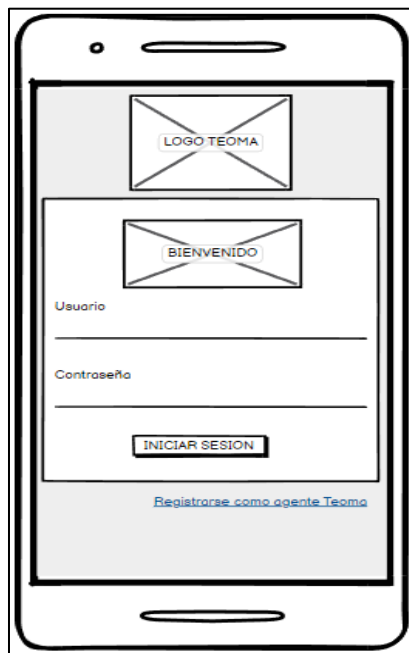 LOGO TEOMA
BIENVENIDO
Usuario
Contraseña
INICIAR SESION
Registrarse como agente Teoma